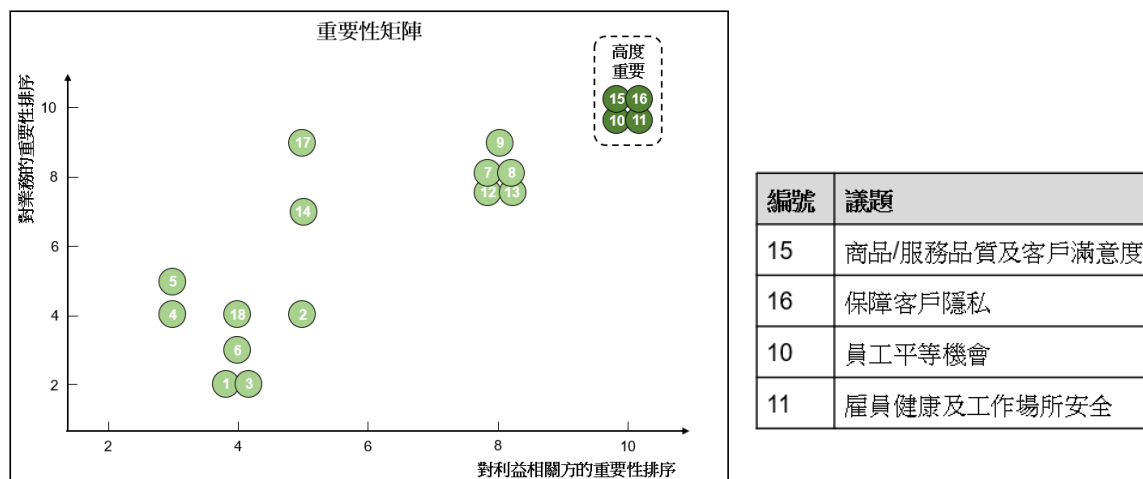 重要性矩陣
高度
重要
對業務的重要性排序
10
8
6
4
2
15 16
10 11
17
9
7 8
12 13
14
5
4
18
2
6
1 3
2 4 6 8 10
對利益相關方的重要性排序
編號 議題
15 商品/服務品質及客戶滿意度
16 保障客戶隱私
10 員工平等機會
11 雇員健康及工作場所安全